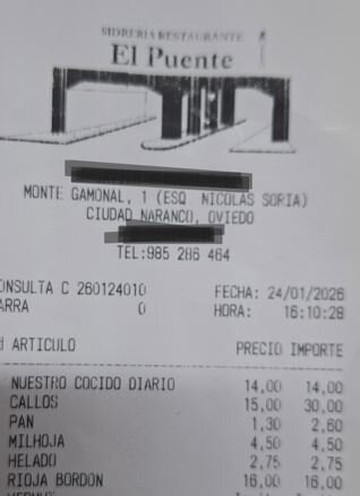 SIDRERIA RESTAURANTE
El Puente
MONTE GAMONAL, 1 (ESQ NICOLAS SORIA)
CIUDAD NARANCO, OVIEDO
TEL:985 286 464
ONSULTA C 260124010 FECHA: 24/01/2026
ARRA 0 HORA: 16:10:28
d ARTICULO PRECIO IMPORTE
NUESTRO COCIDO DIARIO 14,00 14,00
CALLOS 15,00 30,00
PAN 1,30 2,60
MILHOJA 4,50 4,50
HELADO 2,75 2,75
RIOJA BORDON 16,00 16,00